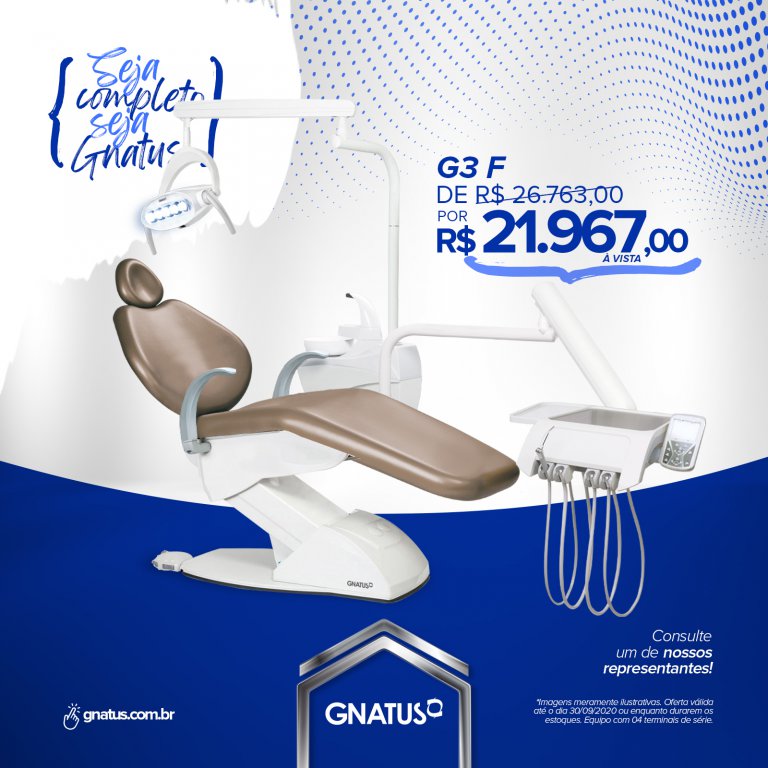 Seja
completo
seja
Gnatus
G3 F
DE R$ 26.763,00
POR
R$ 21.967,00
À VISTA
GNATUS
Consulte
um de nossos
representantes!
gnatus.com.br
GNATUS
*Imagens meramente ilustrativas. Oferta válida
até o dia 30/09/2020 ou enquanto durarem os
estoques. Equipo com 04 terminais de série.